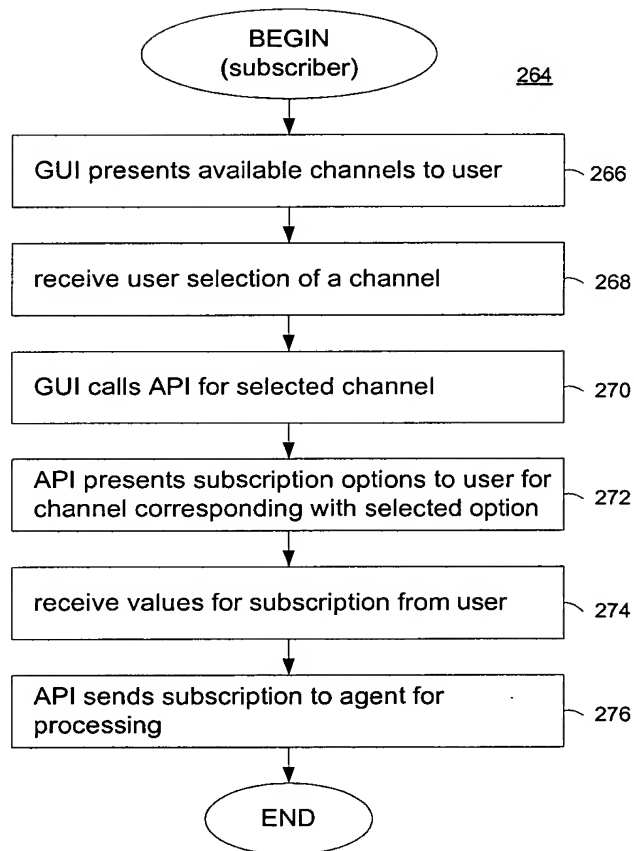 BEGIN
(subscriber)
264
GUI presents available channels to user
266
receive user selection of a channel
268
GUI calls API for selected channel
270
API presents subscription options to user for
channel corresponding with selected option
272
receive values for subscription from user
274
API sends subscription to agent for
processing
276
END